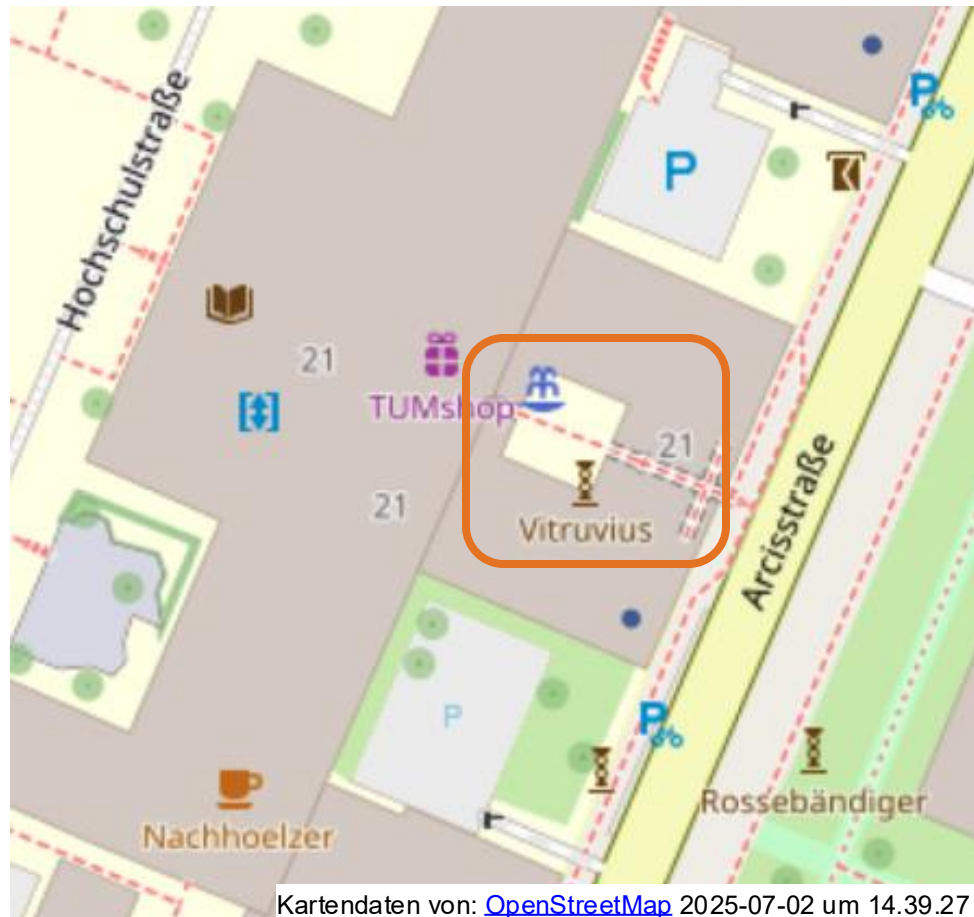 Hochschulstraße
P
P
21
TUMshop
21
21
Vitruvius
Arcisstraße
P
P
Rossebändiger
Nachhoelzer
Kartendaten von: OpenStreetMap 2025-07-02 um 14.39.27